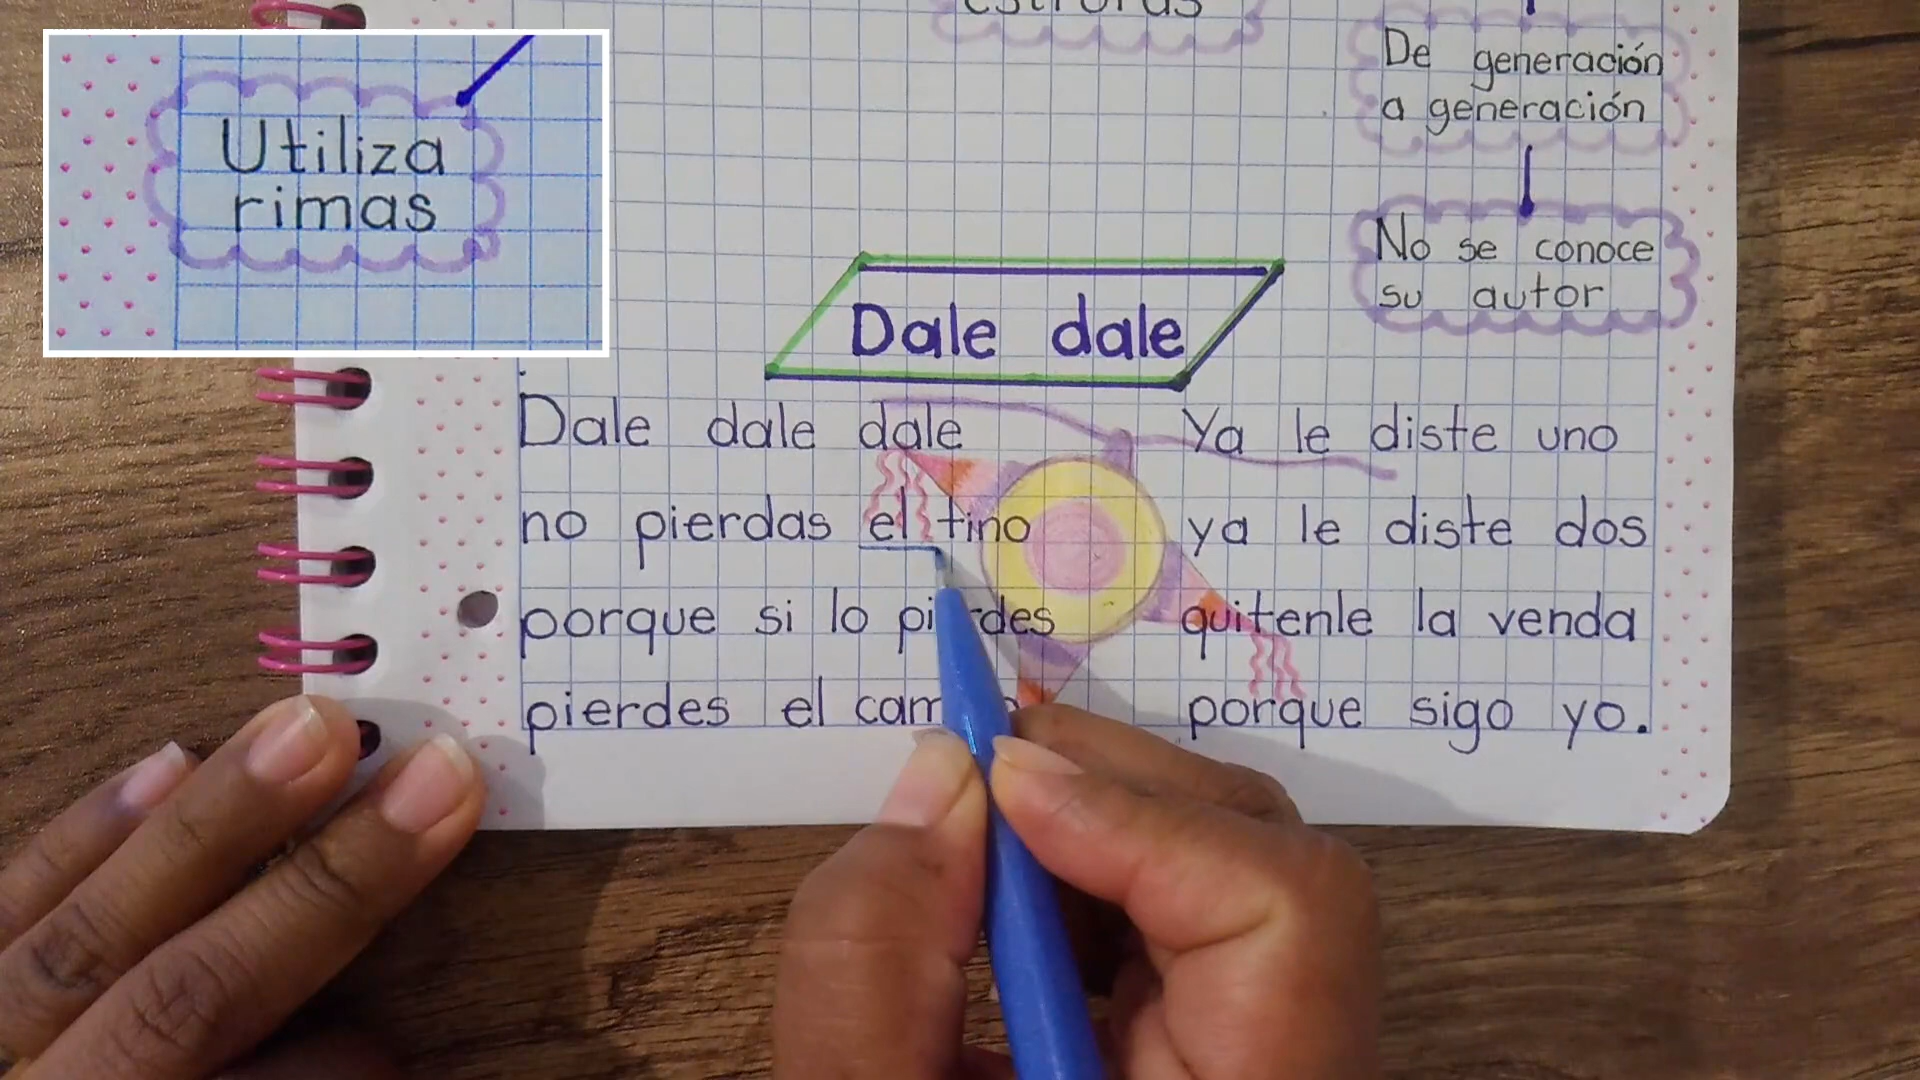 Utiliza
rimas
De generación
a generación
No se conoce
su autor
Dale dale
Dale dale dale
no pierdas el tino
porque si lo
pierdes el
Ya le diste uno
ya le diste dos
quitenle la venda
porque sigo yo.